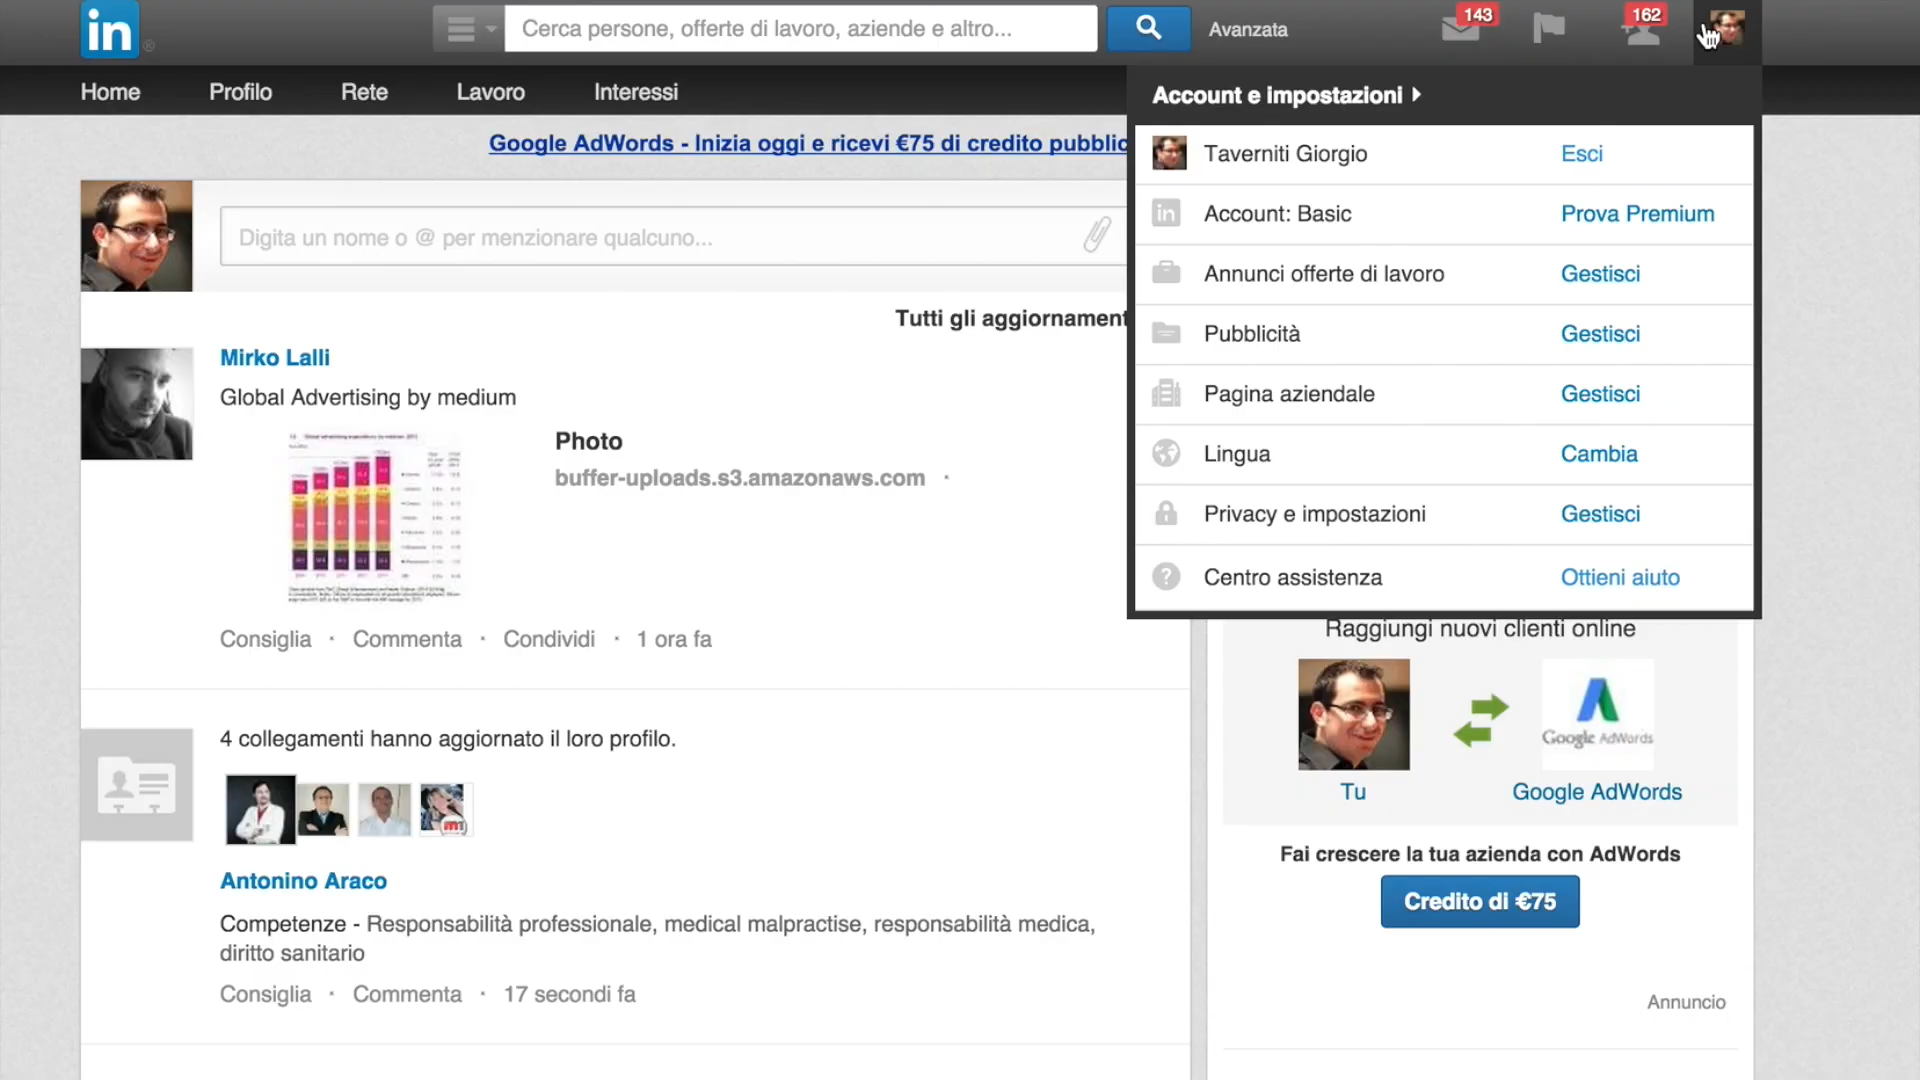 in ®
Cerca persone, offerte di lavoro, aziende e altro...
Avanzata
143
162
Home
Profilo
Rete
Lavoro
Interessi
Account e impostazioni
Google AdWords - Inizia oggi e ricevi €75 di credito pubblic
Taverniti Giorgio
Esci
in
Account: Basic
Prova Premium
Annunci offerte di lavoro
Gestisci
Pubblicità
Gestisci
Pagina aziendale
Gestisci
Lingua
Cambia
Privacy e impostazioni
Gestisci
?
Centro assistenza
Ottieni aiuto
Digita un nome o @ per menzionare qualcuno...
Tutti gli aggiornament
Mirko Lalli
Global Advertising by medium
Photo
buffer-uploads.s3.amazonaws.com ·
Consiglia · Commenta · Condividi · 1 ora fa
4 collegamenti hanno aggiornato il loro profilo.
Antonino Araco
Competenze - Responsabilità professionale, medical malpractise, responsabilità medica,
diritto sanitario
Consiglia · Commenta · 17 secondi fa
Raggiungi nuovi clienti online
Google AdWords
Tu
Google AdWords
Fai crescere la tua azienda con AdWords
Credito di €75
Annuncio